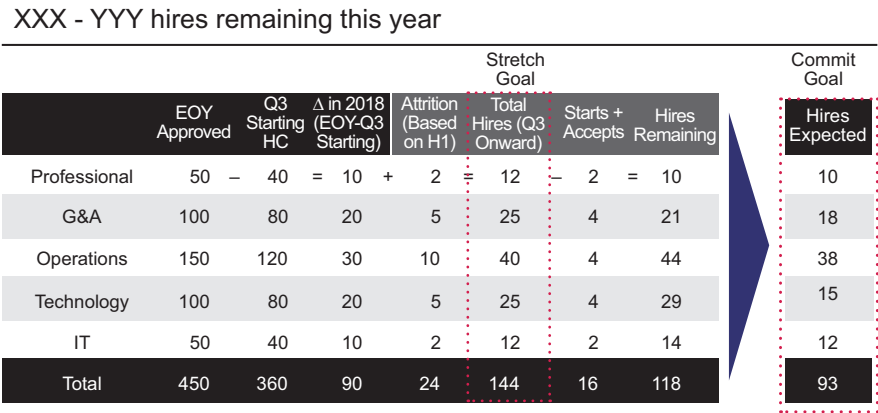 XXX - YYY hires remaining this year
Stretch Goal
Commit Goal
EOY Approved
Q3 Starting HC
Δ in 2018 (EOY-Q3 Starting)
Attrition (Based on H1)
Total Hires (Q3 Onward)
Starts + Accepts
Hires Remaining
Hires Expected
Professional 50 – 40 = 10 + 2 = 12 – 2 = 10 10
G&A 100 80 20 5 25 4 21 18
Operations 150 120 30 10 40 4 44 38
Technology 100 80 20 5 25 4 29 15
IT 50 40 10 2 12 2 14 12
Total 450 360 90 24 144 16 118 93